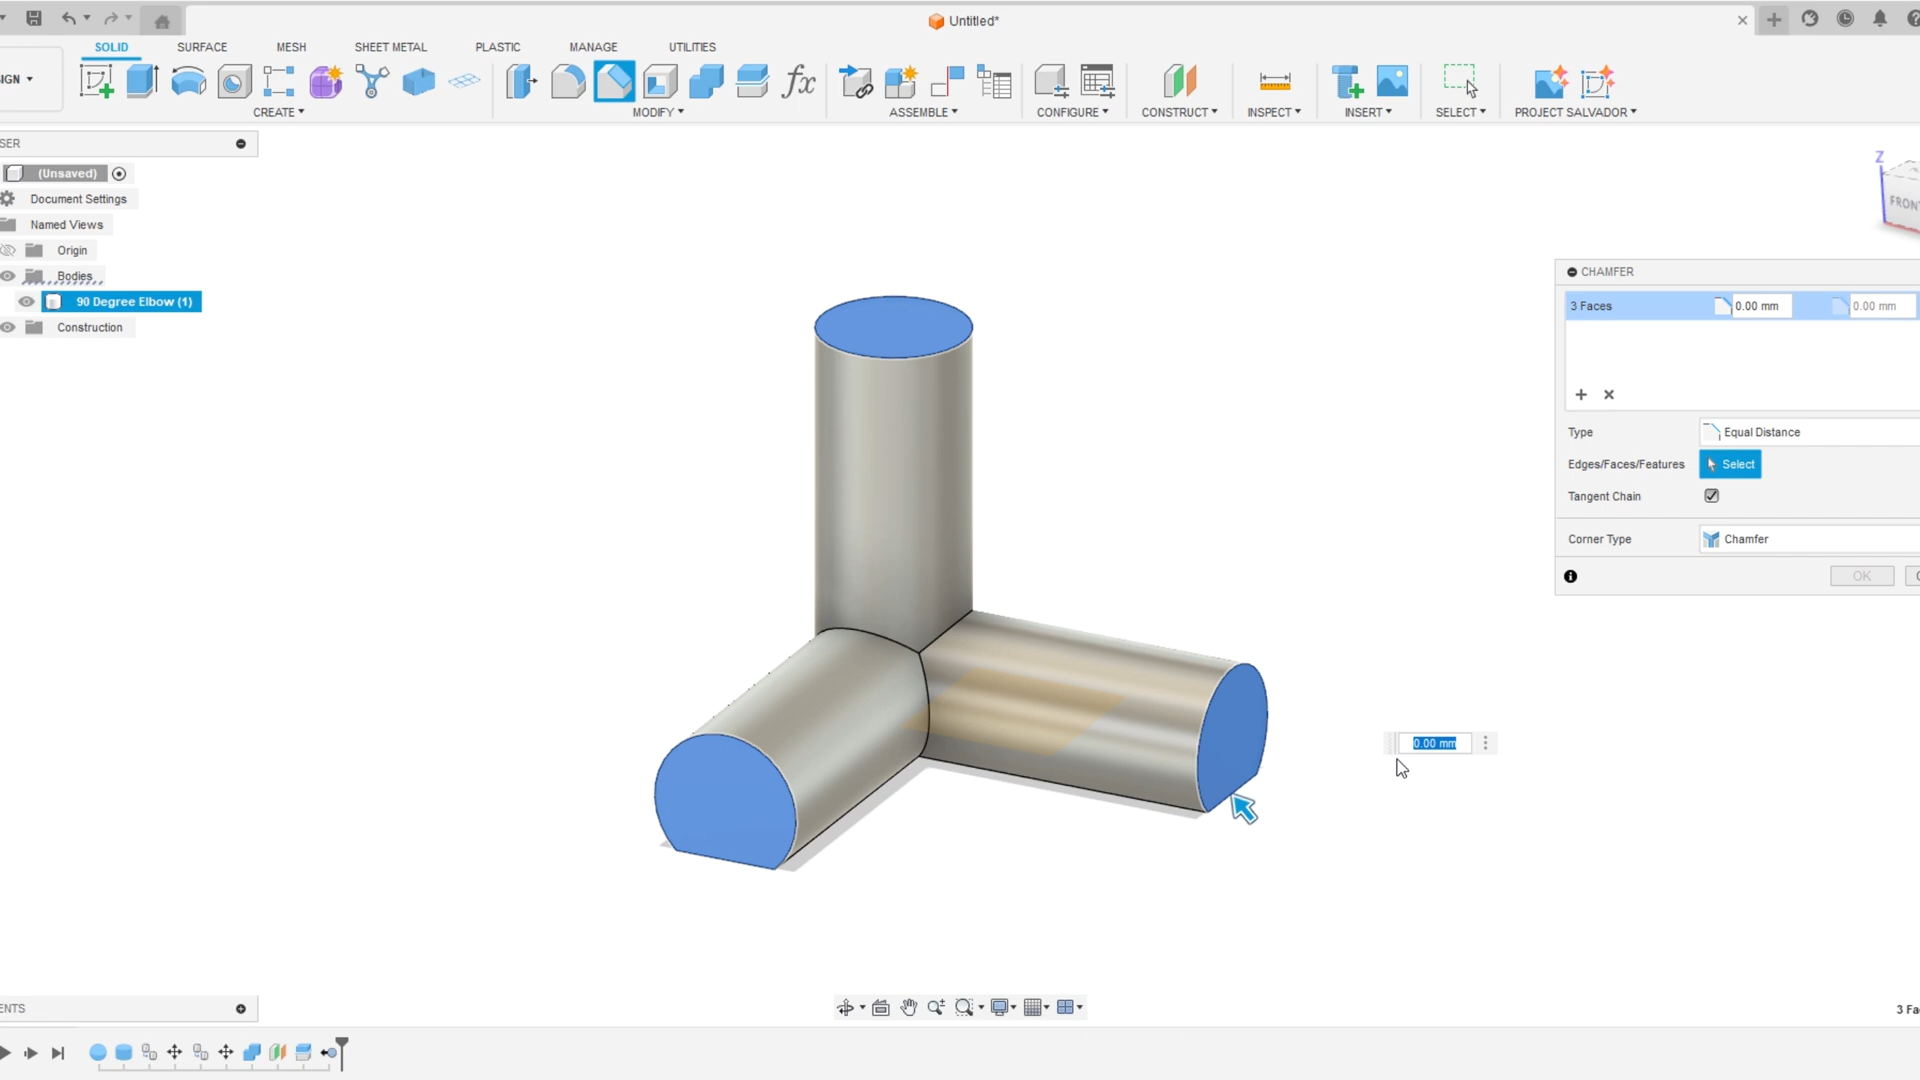 Untitled*
SOLID SURFACE MESH SHEET METAL PLASTIC MANAGE UTILITIES
IGN
fx
CREATE MODIFY ASSEMBLE CONFIGURE CONSTRUCT INSPECT INSERT SELECT PROJECT SALVADOR
SER
(Unsaved)
Document Settings
Named Views
Origin
Bodies
90 Degree Elbow (1)
Construction
Z
FRON
CHAMFER
3 Faces 0.00 mm 0.00 mm
Type Equal Distance
Edges/Faces/Features Select
Tangent Chain
Corner Type Chamfer
OK
0.00 mm
ENTS
3 Fa